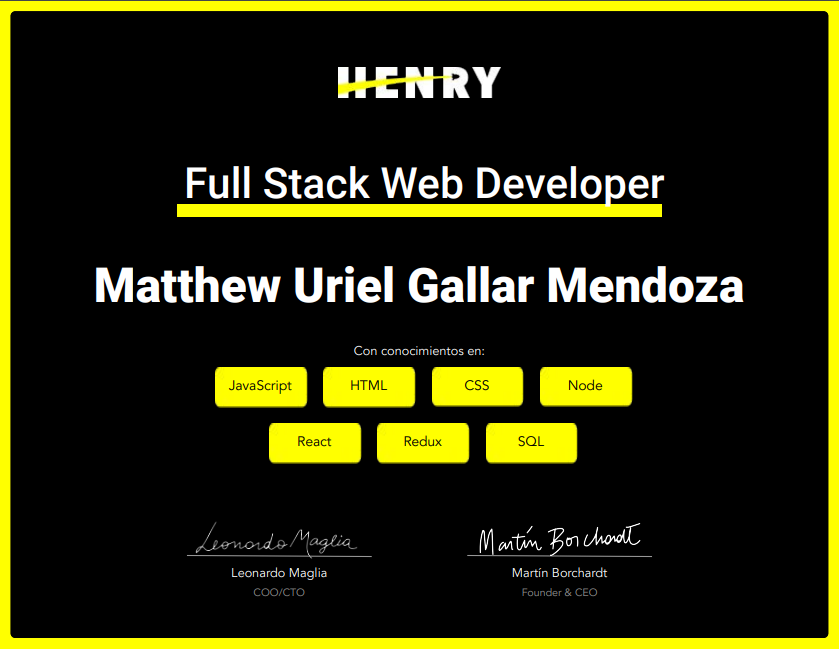 HENRY
Full Stack Web Developer
Matthew Uriel Gallar Mendoza
Con conocimientos en:
JavaScript HTML CSS Node
React Redux SQL
Leonardo Maglia Martín Borchardt
Leonardo Maglia Martín Borchardt
COO/CTO Founder & CEO